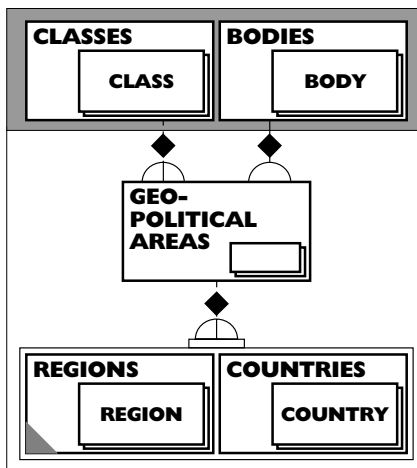 CLASSES
CLASS
BODIES
BODY
GEO-
POLITICAL
AREAS
REGIONS
REGION
COUNTRIES
COUNTRY